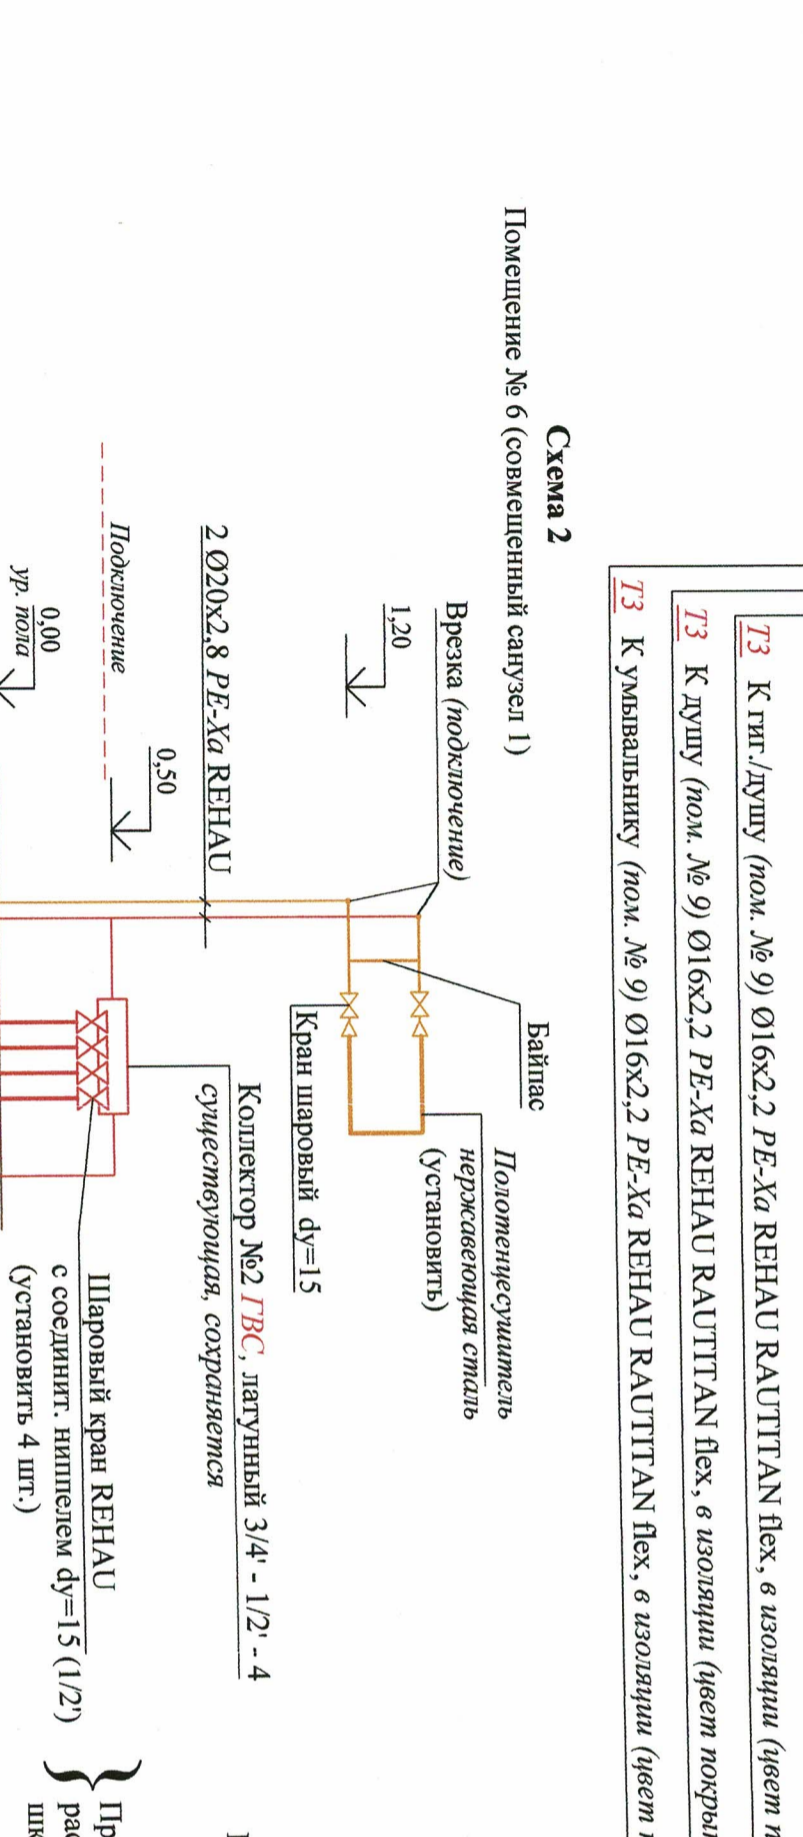 Т3 К гиг./душу (пом. № 9) Ø16х2,2 PE-Xa REHAU RAUTITAN flex, в изоляции (цвет
Т3 К душу (пом. № 9) Ø16х2,2 PE-Xa REHAU RAUTITAN flex, в изоляции (цвет покры
Т3 К умывальнику (пом. № 9) Ø16х2,2 PE-Xa REHAU RAUTITAN flex, в изоляции (цвет
Схема 2
Помещение № 6 (совмещенный санузел 1)
Врезка (подключение)
Байпас
Полотенцесушитель
нержавеющая сталь
(установить)
1,20
Кран шаровый dy=15
2 Ø20х2,8 PE-Xa REHAU
Коллектор №2 ГВС, латунный 3/4' - 1/2' - 4
существующая, сохраняется
0,50
Подключение
Шаровый кран REHAU
с соединит. ниппелем dy=15 (1/2')
(установить 4 шт.)
0,00
ур. пола
Пр
рас
шк